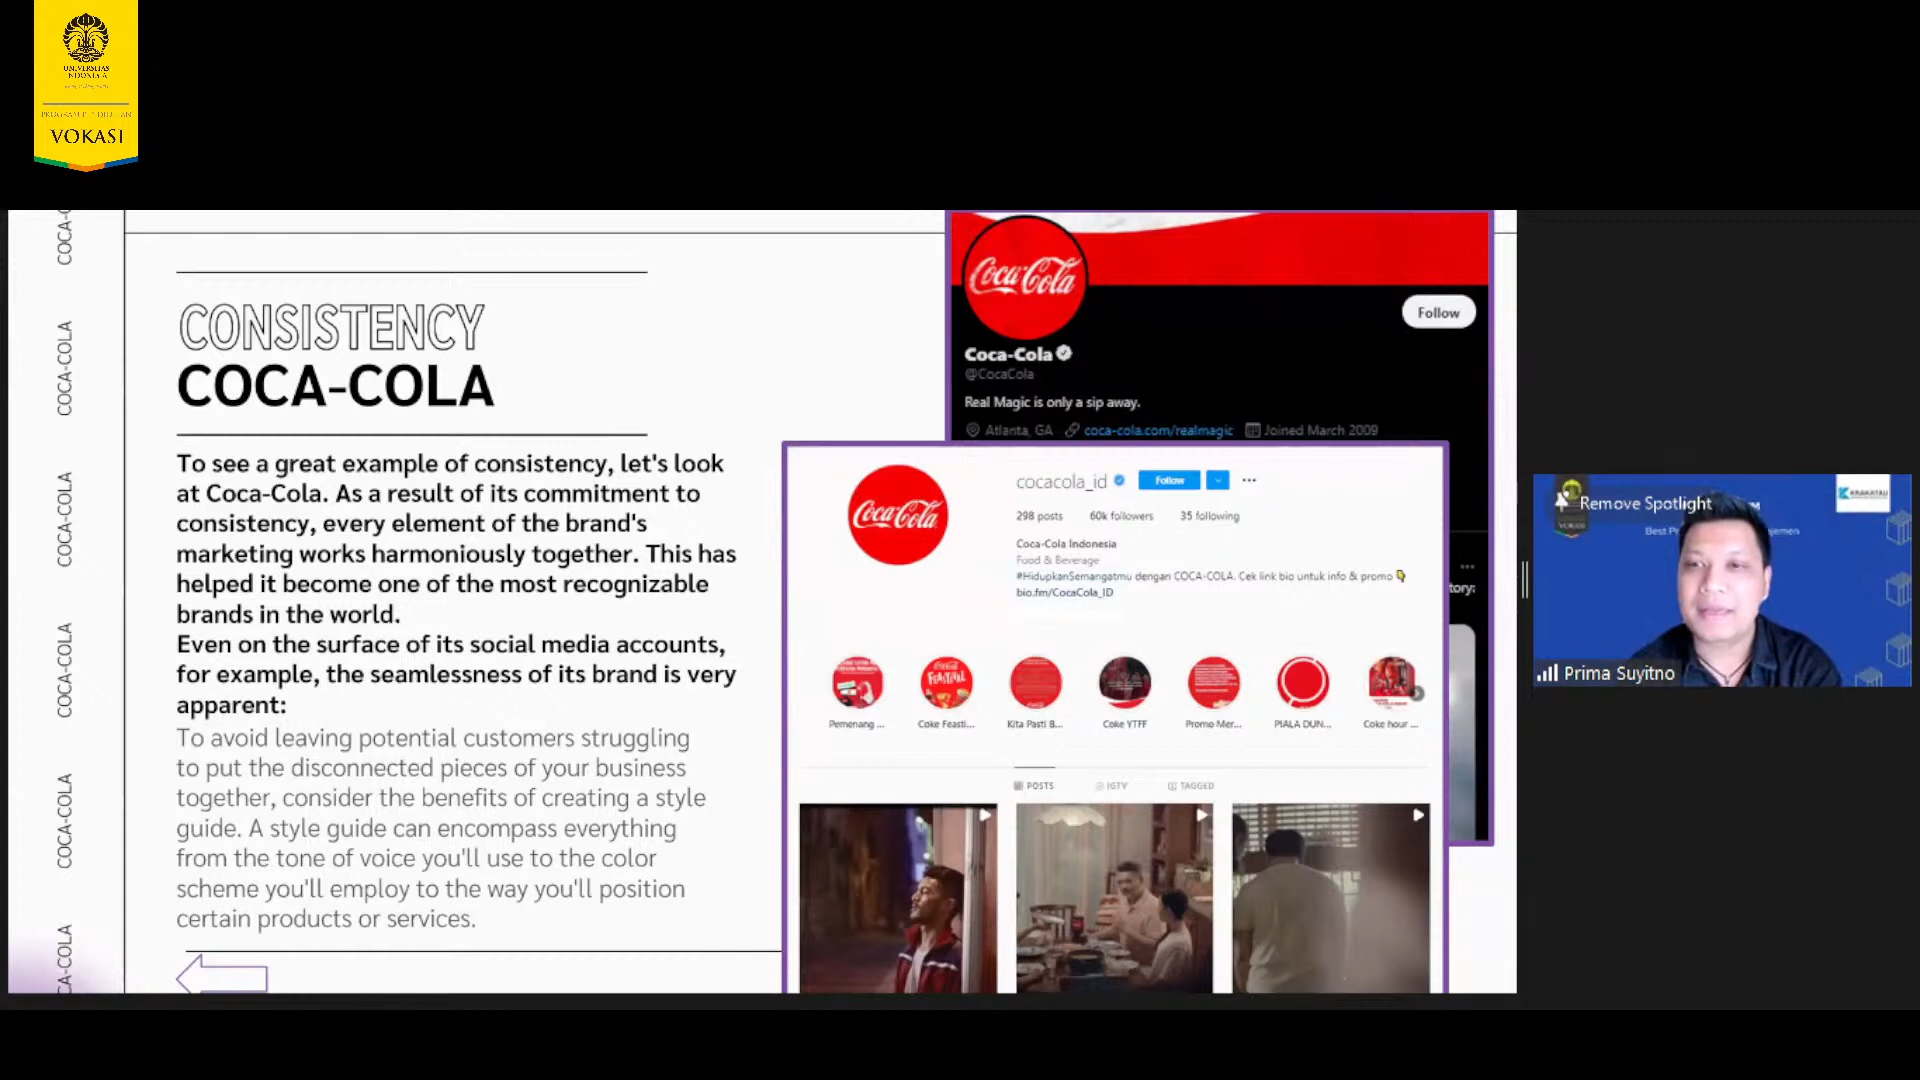 UNIVERSITAS
INDONESIA
VOKASI
COCA-COLA
COCA-COLA
COCA-COLA
COCA-COLA
CONSISTENCY
COCA-COLA
To see a great example of consistency, let's look
at Coca-Cola. As a result of its commitment to
consistency, every element of the brand's
marketing works harmoniously together. This has
helped it become one of the most recognizable
brands in the world.
Even on the surface of its social media accounts,
for example, the seamlessness of its brand is very
apparent:
To avoid leaving potential customers struggling
to put the disconnected pieces of your business
together, consider the benefits of creating a style
guide. A style guide can encompass everything
from the tone of voice you'll use to the color
scheme you'll employ to the way you'll position
certain products or services.
Coca-Cola
Follow
Coca-Cola
@CocaCola
Real Magic is only a sip away.
Atlanta, GA coca-cola.com/realmagic Joined March 2009
tory:
Coca-Cola
cocacola_id Follow
298 posts 60k followers 35 following
Coca-Cola Indonesia
Food & Beverage
#HidupkanSemangatmu dengan COCA-COLA. Cek link bio untuk info & promo 👇
bio.fm/CocaCola_ID
Pemenang ... Coke Feasti... Kita Pasti B... Coke YTFF Promo Mer... PIALA DUN... Coke hour ...
POSTS IGTV TAGGED
Remove Spotlight
VOKASI
KRAKATAU
Prima Suyitno